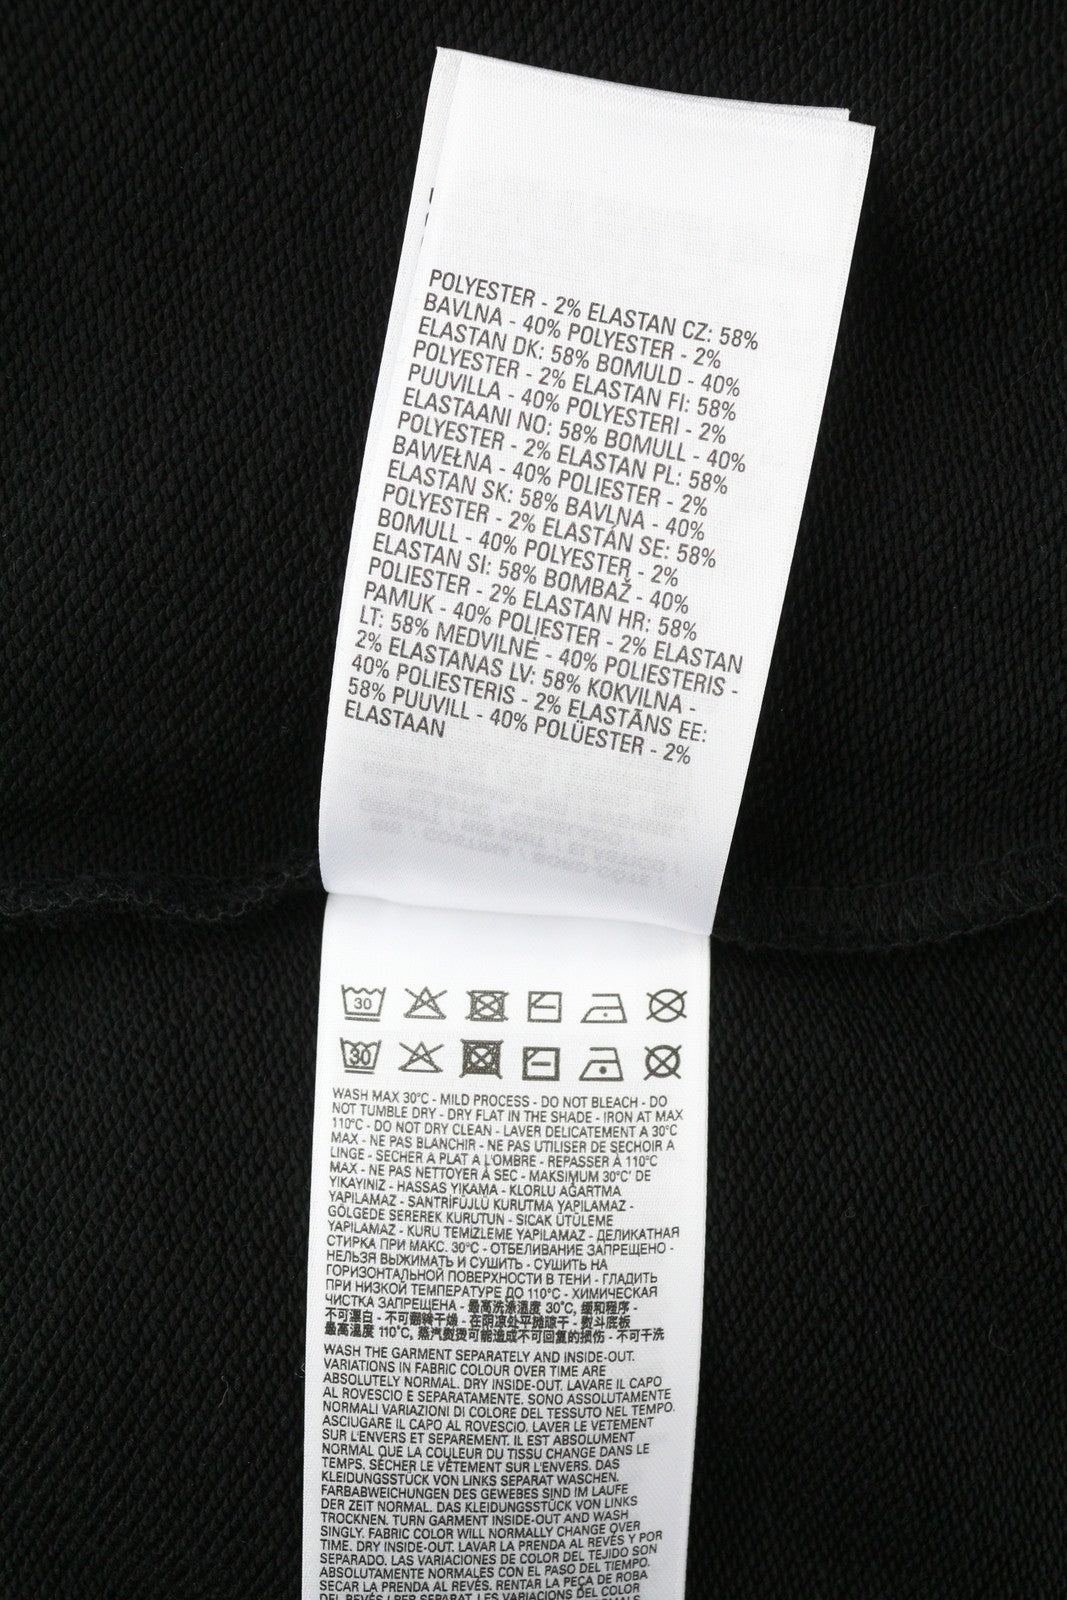 POLYESTER - 2% ELASTAN CZ: 58%
BAVLNA - 40% POLYESTER - 2%
ELASTAN DK: 58% BOMULD - 40%
POLYESTER - 2% ELASTAN FI: 58%
PUUVILLA - 40% POLYESTERI - 2%
ELASTAANI NO: 58% BOMULL - 40%
POLYESTER - 2% ELASTAN PL: 58%
BAWEŁNA - 40% POLIESTER - 2%
ELASTAN SK: 58% BAVLNA - 40%
POLYESTER - 2% ELASTÁN SE: 58%
BOMULL - 40% POLYESTER - 2%
ELASTAN SI: 58% BOMBAŽ - 40%
POLIESTER - 2% ELASTAN HR: 58%
PAMUK - 40% POLIESTER - 2% ELASTAN
LT: 58% MEDVILNĖ - 40% POLIESTERIS -
2% ELASTANAS LV: 58% KOKVILNA -
40% POLIESTERIS - 2% ELASTĀNS EE:
58% PUUVILL - 40% POLÜESTER - 2%
ELASTAAN
30
30
WASH MAX 30°C - MILD PROCESS - DO NOT BLEACH - DO
NOT TUMBLE DRY - DRY FLAT IN THE SHADE - IRON AT MAX
110°C - DO NOT DRY CLEAN - LAVER DELICATEMENT A 30°C
MAX - NE PAS BLANCHIR - NE PAS UTILISER DE SECHOIR A
LINGE - SECHER A PLAT A L'OMBRE - REPASSER À 110°C
MAX - NE PAS NETTOYER À SEC - MAKSIMUM 30°C' DE
YIKAYINIZ - HASSAS YIKAMA - KLORLU AĞARTMA
YAPILAMAZ - SANTRİFÜJLÜ KURUTMA YAPILAMAZ -
GÖLGEDE SEREREK KURUTUN - SICAK ÜTÜLEME
YAPILAMAZ - KURU TEMİZLEME YAPILAMAZ - ДЕЛИКАТНАЯ
СТИРКА ПРИ МАКС. 30°C - ОТБЕЛИВАНИЕ ЗАПРЕЩЕНО -
НЕЛЬЗЯ ВЫЖИМАТЬ И СУШИТЬ - СУШИТЬ НА
ГОРИЗОНТАЛЬНОЙ ПОВЕРХНОСТИ В ТЕНИ - ГЛАДИТЬ
ПРИ НИЗКОЙ ТЕМПЕРАТУРЕ ДО 110°C - ХИМИЧЕСКАЯ
ЧИСТКА ЗАПРЕЩЕНА - 最高洗涤温度 30°C, 缓和程序 -
不可漂白 - 不可翻转干燥 - 在阴凉处平摊晾干 - 熨斗底板
最高温度 110°C, 蒸汽熨烫可能造成不可回复的损伤 - 不可干洗
WASH THE GARMENT SEPARATELY AND INSIDE-OUT.
VARIATIONS IN FABRIC COLOUR OVER TIME ARE
ABSOLUTELY NORMAL. DRY INSIDE-OUT. LAVARE IL CAPO
AL ROVESCIO E SEPARATAMENTE. SONO ASSOLUTAMENTE
NORMALI VARIAZIONI DI COLORE DEL TESSUTO NEL TEMPO.
ASCIUGARE IL CAPO AL ROVESCIO. LAVER LE VETEMENT
SUR L'ENVERS ET SEPAREMENT. IL EST ABSOLUMENT
NORMAL QUE LA COULEUR DU TISSU CHANGE DANS LE
TEMPS. SÉCHER LE VÊTEMENT SUR L'ENVERS. DAS
KLEIDUNGSSTÜCK VON LINKS SEPARAT WASCHEN.
FARBABWEICHUNGEN DES GEWEBES SIND IM LAUFE
DER ZEIT NORMAL. DAS KLEIDUNGSSTÜCK VON LINKS
TROCKNEN. TURN GARMENT INSIDE-OUT AND WASH
SINGLY. FABRIC COLOR WILL NORMALLY CHANGE OVER
TIME. DRY INSIDE-OUT. LAVAR LA PRENDA AL REVÉS Y POR
SEPARADO. LAS VARIACIONES DE COLOR DEL TEJIDO SON
ABSOLUTAMENTE NORMALES CON EL PASO DEL TIEMPO.
SECAR LA PRENDA AL REVÉS. RENTAR LA PEÇA DE ROBA
DEL REVÉS I PER SEPARAT. LES VARIACIONS DEL COLOR